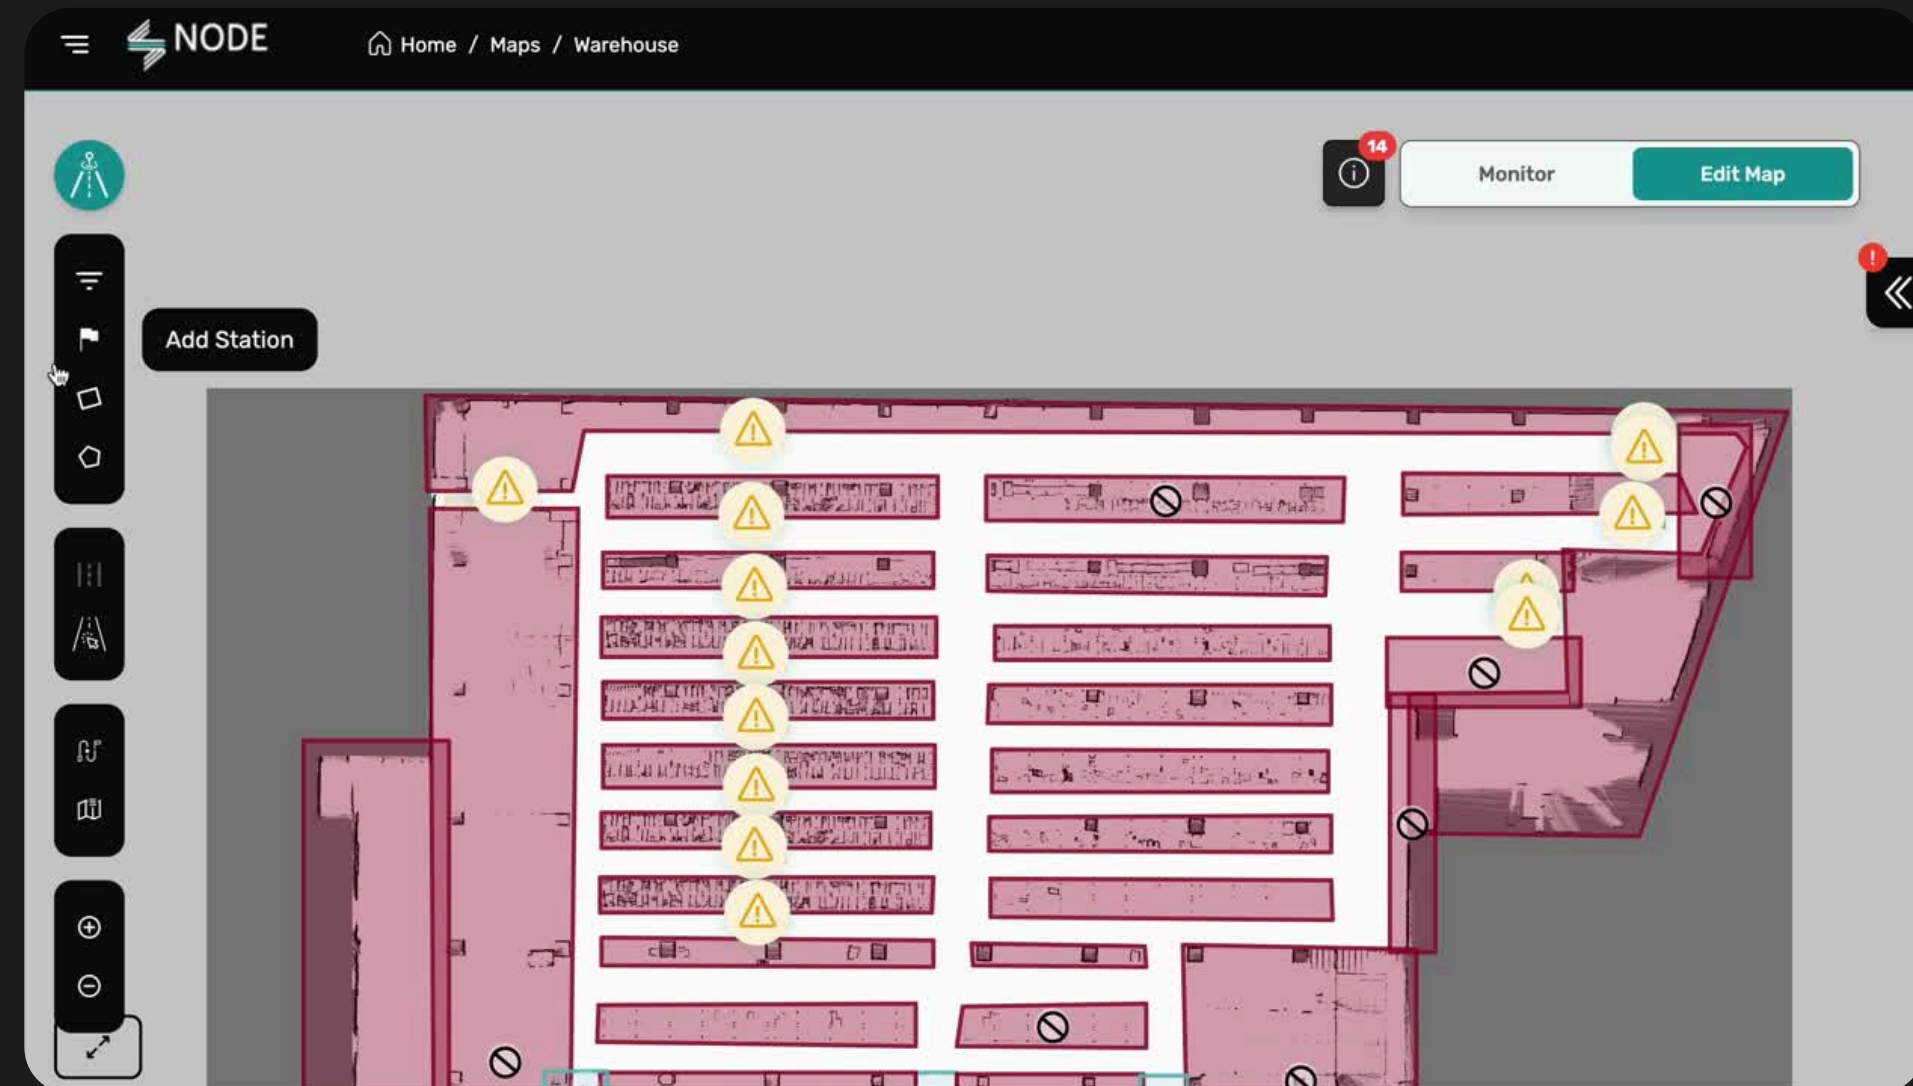 NODE
Home / Maps / Warehouse
14
Monitor
Edit Map
!
Add Station